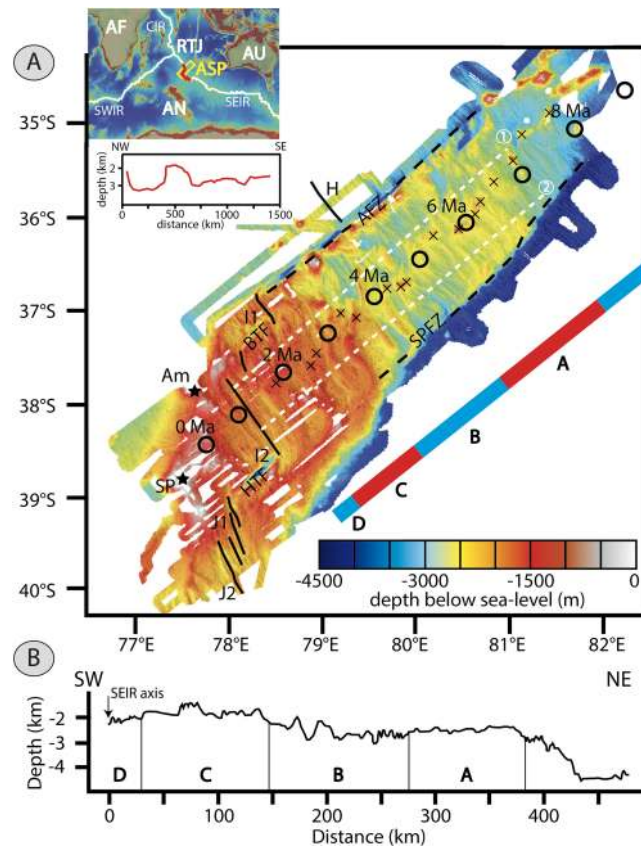 A
AF
CIR
RTJ
AU
ASP
AN
SWIR
SEIR
NW
SE
depth (km)
2
3
0
500
1000
1500
distance (km)
35°S
36°S
37°S
38°S
39°S
40°S
H
AFZ
①
8 Ma
②
6 Ma
4 Ma
I1
BTF
SPFZ
2 Ma
Am
A
0 Ma
B
I2
SP
HTF
C
J1
D
J2
-4500
-3000
-1500
0
depth below sea-level (m)
77°E
78°E
79°E
80°E
81°E
82°E
B
SW
NE
SEIR axis
Depth (km)
-2
-3
-4
D
C
B
A
0
100
200
300
400
Distance (km)